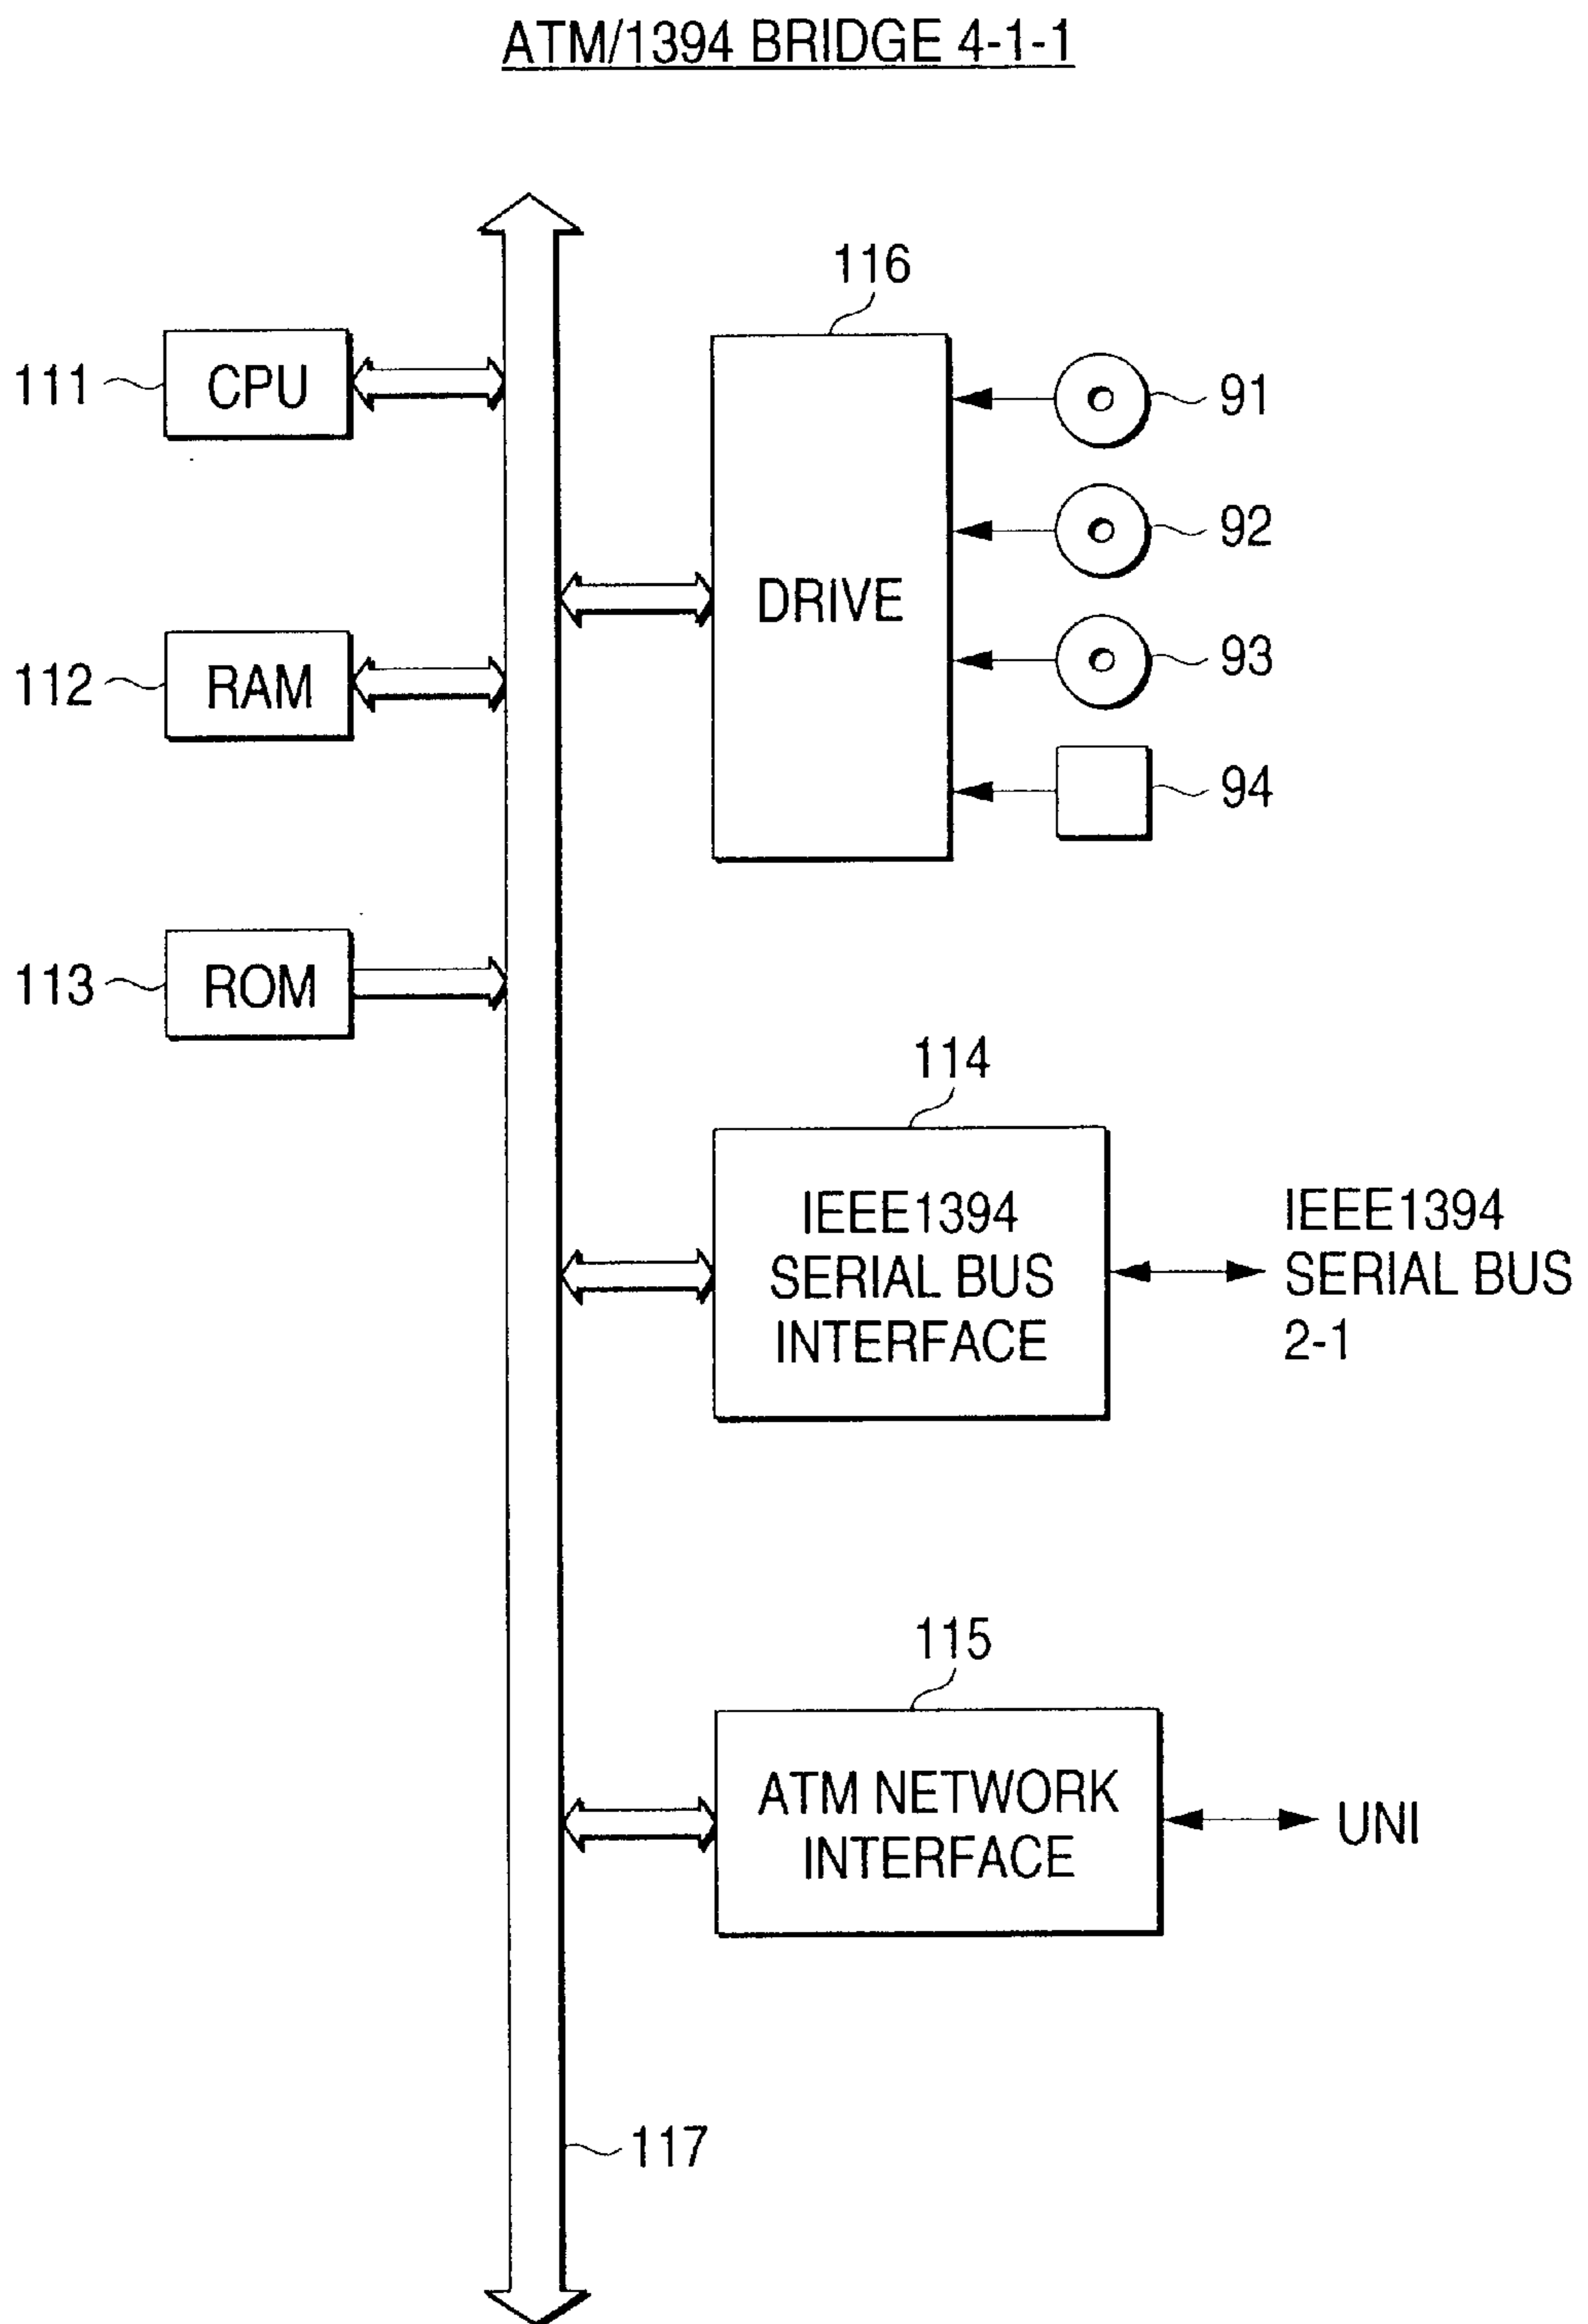 ATM/1394 BRIDGE 4-1-1
116
111
CPU
91
92
DRIVE
112
RAM
93
94
113
ROM
114
IEEE1394
SERIAL BUS
INTERFACE
IEEE1394
SERIAL BUS
2-1
115
ATM NETWORK
INTERFACE
UNI
117